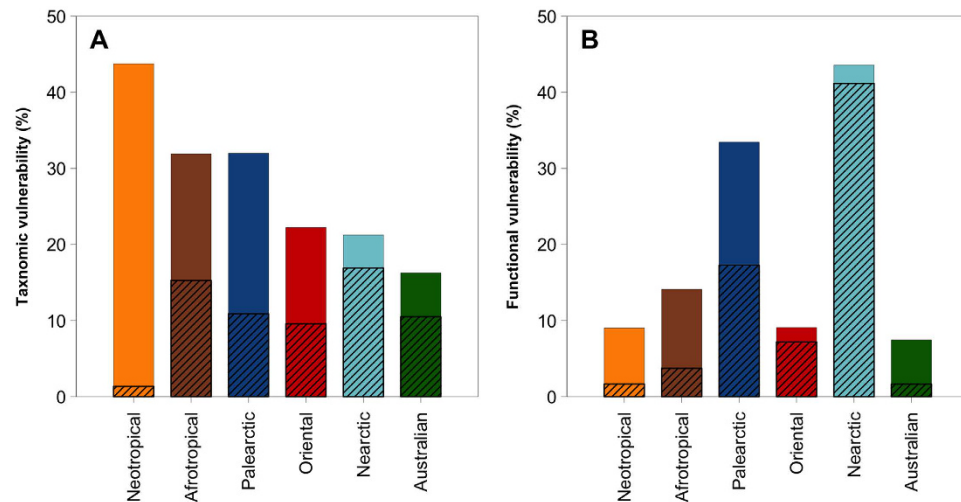 A
Taxnomic vulnerability (%)
50
40
30
20
10
0
Neotropical
Afrotropical
Palearctic
Oriental
Nearctic
Australian
B
Functional vulnerability (%)
50
40
30
20
10
0
Neotropical
Afrotropical
Palearctic
Oriental
Nearctic
Australian